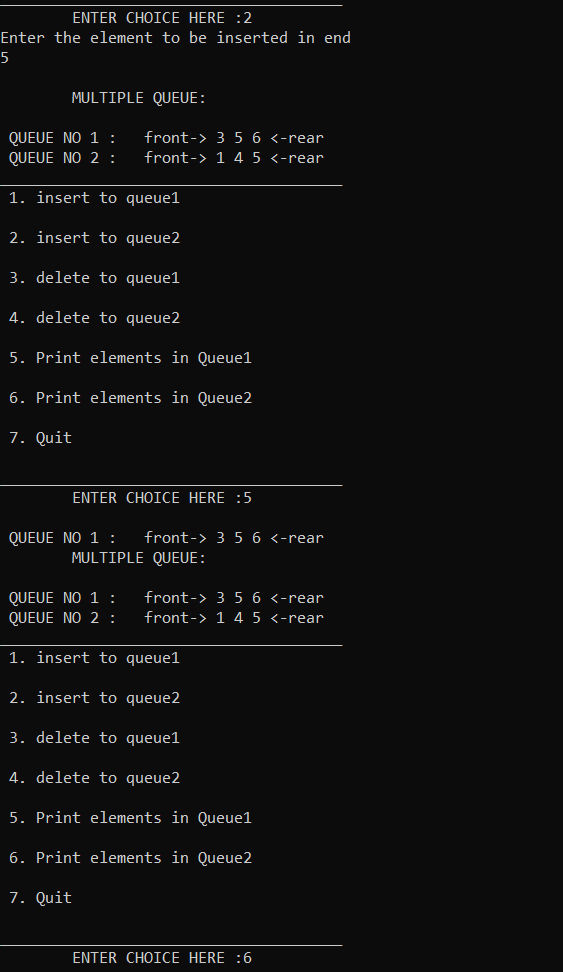 ENTER CHOICE HERE :2
Enter the element to be inserted in end
5
MULTIPLE QUEUE:
QUEUE NO 1 :   front-> 3 5 6 <-rear
QUEUE NO 2 :   front-> 1 4 5 <-rear
1. insert to queue1
2. insert to queue2
3. delete to queue1
4. delete to queue2
5. Print elements in Queue1
6. Print elements in Queue2
7. Quit
ENTER CHOICE HERE :5
QUEUE NO 1 :   front-> 3 5 6 <-rear
MULTIPLE QUEUE:
QUEUE NO 1 :   front-> 3 5 6 <-rear
QUEUE NO 2 :   front-> 1 4 5 <-rear
1. insert to queue1
2. insert to queue2
3. delete to queue1
4. delete to queue2
5. Print elements in Queue1
6. Print elements in Queue2
7. Quit
ENTER CHOICE HERE :6